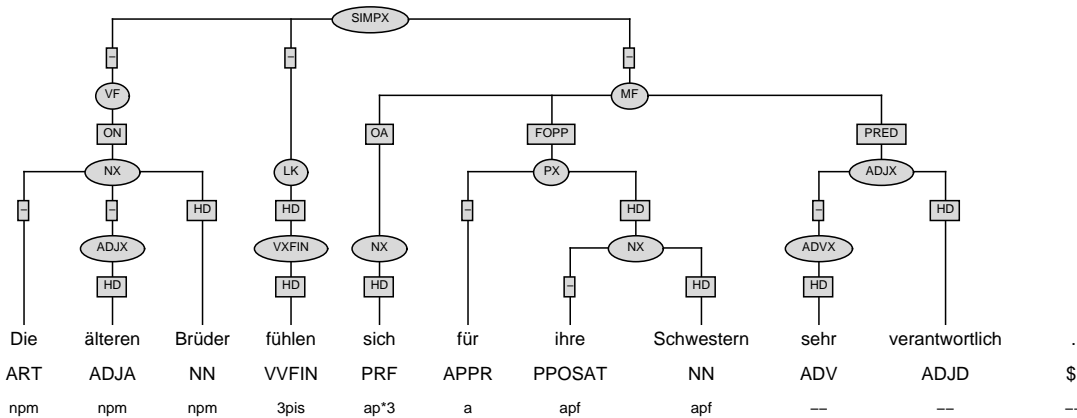 SIMPX
– – –
VF MF
ON OA FOPP PRED
NX LK PX ADJX
– – HD HD – HD – HD
ADJX VXFIN NX NX ADVX
HD HD HD – HD HD
Die älteren Brüder fühlen sich für ihre Schwestern sehr verantwortlich .
ART ADJA NN VVFIN PRF APPR PPOSAT NN ADV ADJD $
npm npm npm 3pis ap*3 a apf apf –– –– ––